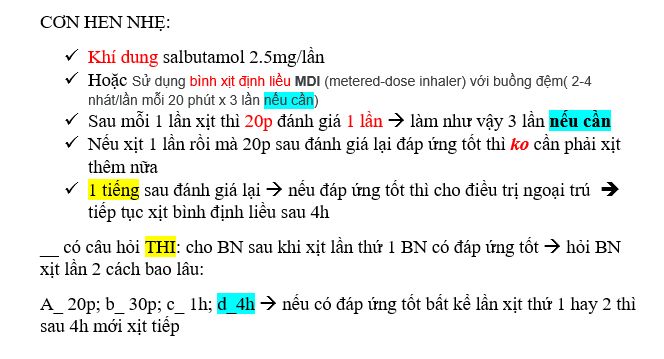 CƠN HEN NHẸ:
✓ Khí dung salbutamol 2.5mg/lần
✓ Hoặc Sử dụng bình xịt định liều MDI (metered-dose inhaler) với buồng đệm( 2-4
nhát/lần mỗi 20 phút x 3 lần nếu cần)
✓ Sau mỗi 1 lần xịt thì 20p đánh giá 1 lần → làm như vậy 3 lần nếu cần
✓ Nếu xịt 1 lần rồi mà 20p sau đánh giá lại đáp ứng tốt thì ko cần phải xịt
thêm nữa
✓ 1 tiếng sau đánh giá lại → nếu đáp ứng tốt thì cho điều trị ngoại trú ➔
tiếp tục xịt bình định liều sau 4h
__ có câu hỏi THI: cho BN sau khi xịt lần thứ 1 BN có đáp ứng tốt → hỏi BN
xịt lần 2 cách bao lâu:
A_ 20p; b_ 30p; c_ 1h; d_4h → nếu có đáp ứng tốt bất kể lần xịt thứ 1 hay 2 thì
sau 4h mới xịt tiếp